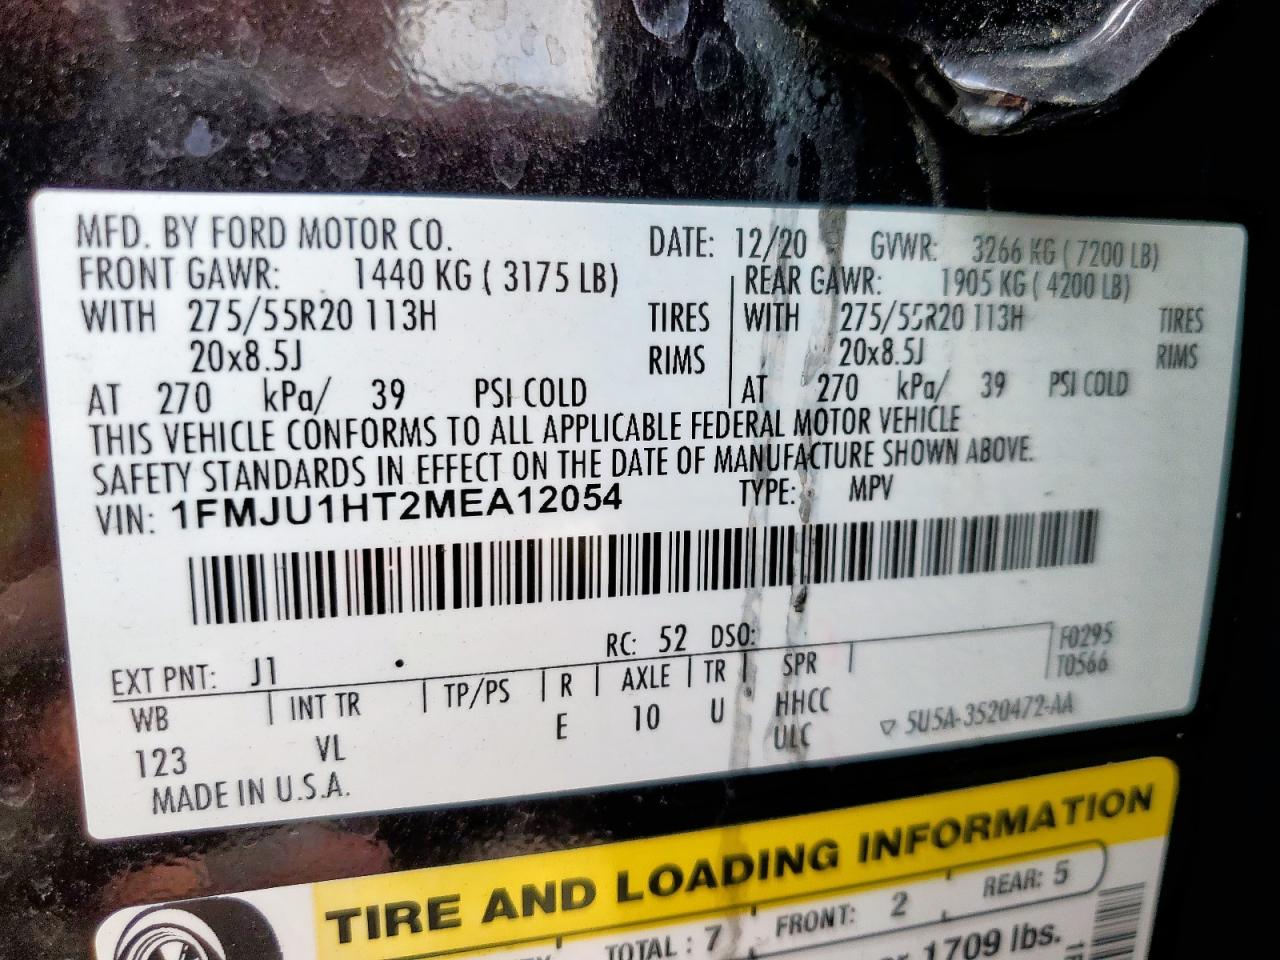 MFD. BY FORD MOTOR CO.
DATE: 12/20 GVWR: 3266 KG ( 7200 LB)
FRONT GAWR: 1440 KG ( 3175 LB) REAR GAWR: 1905 KG ( 4200 LB)
WITH 275/55R20 113H TIRES WITH 275/55R20 113H TIRES
20x8.5J RIMS 20x8.5J RIMS
AT 270 kPa/ 39 PSI COLD AT 270 kPa/ 39 PSI COLD
THIS VEHICLE CONFORMS TO ALL APPLICABLE FEDERAL MOTOR VEHICLE
SAFETY STANDARDS IN EFFECT ON THE DATE OF MANUFACTURE SHOWN ABOVE.
VIN: 1FMJU1HT2MEA12054 TYPE: MPV
EXT PNT: J1 RC: 52 DSO: F0295
WB INT TR TP/PS R AXLE TR SPR T0566
123 VL E 10 U HHCC
ULC ▽ 5U5A-3520472-AA
MADE IN U.S.A.
TIRE AND LOADING INFORMATION
TOTAL : 7 FRONT: 2 REAR: 5
1709 lbs.